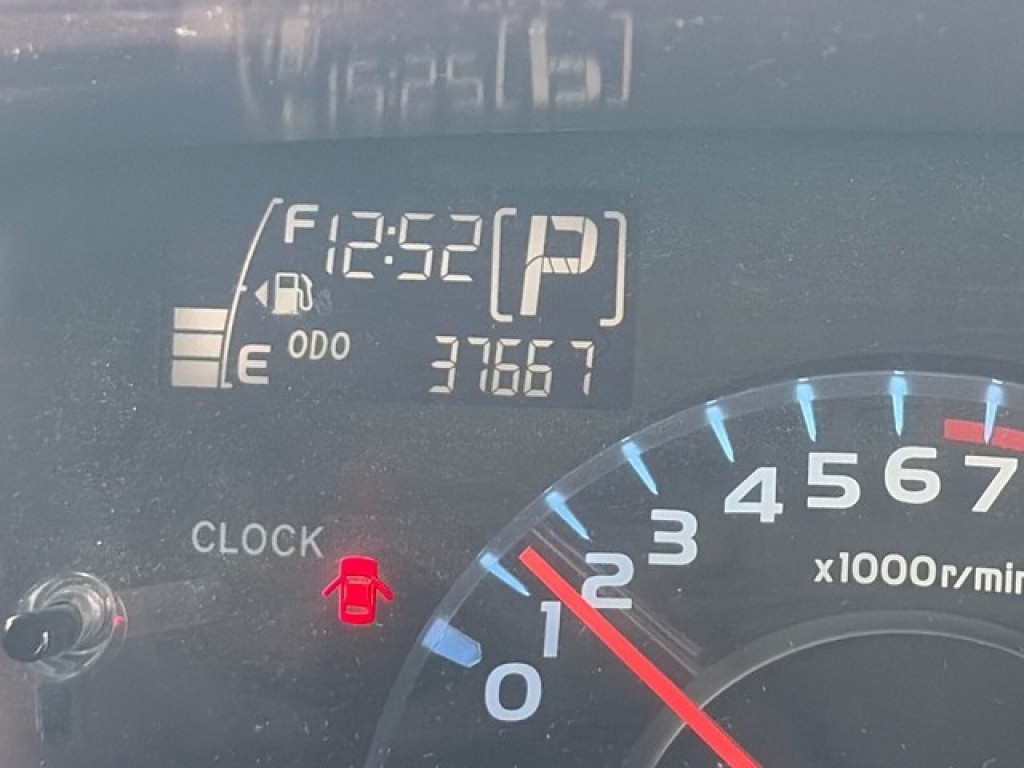 F 12:52 [P]
E ODO 37667
CLOCK
0 1 2 3 4 5 6 7
x1000r/min